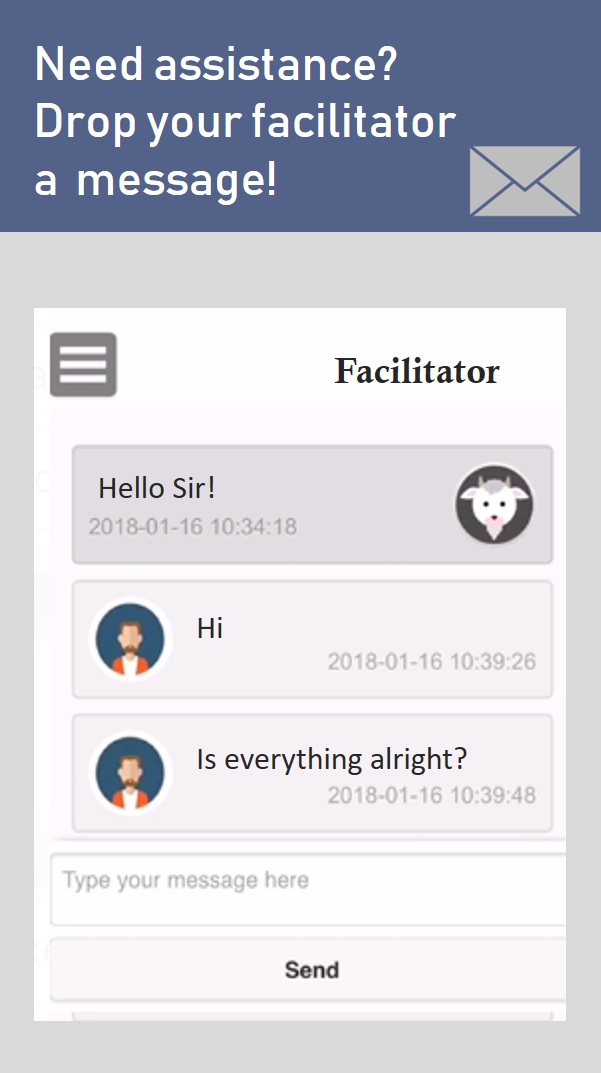 Need assistance?
Drop your facilitator
a message!
Facilitator
Hello Sir!
2018-01-16 10:34:18
Hi
2018-01-16 10:39:26
Is everything alright?
2018-01-16 10:39:48
Type your message here
Send